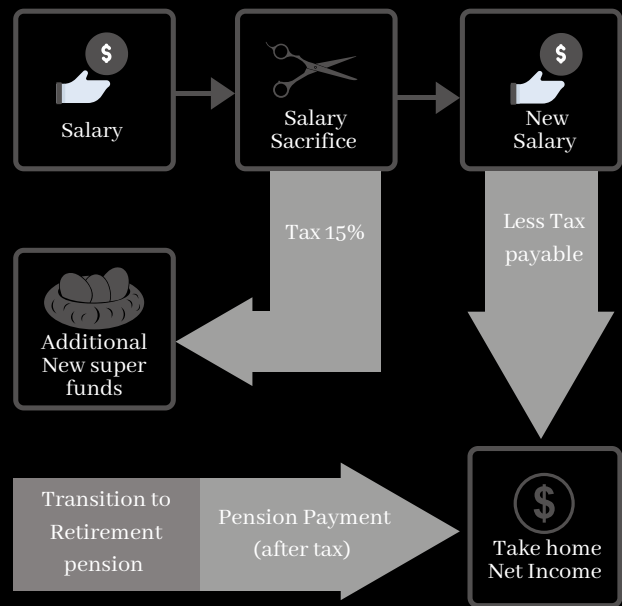 $
Salary
Salary
Sacrifice
$
New
Salary
Tax 15%
Less Tax
payable
Additional
New super
funds
Transition to
Retirement
pension
Pension Payment
(after tax)
$
Take home
Net Income